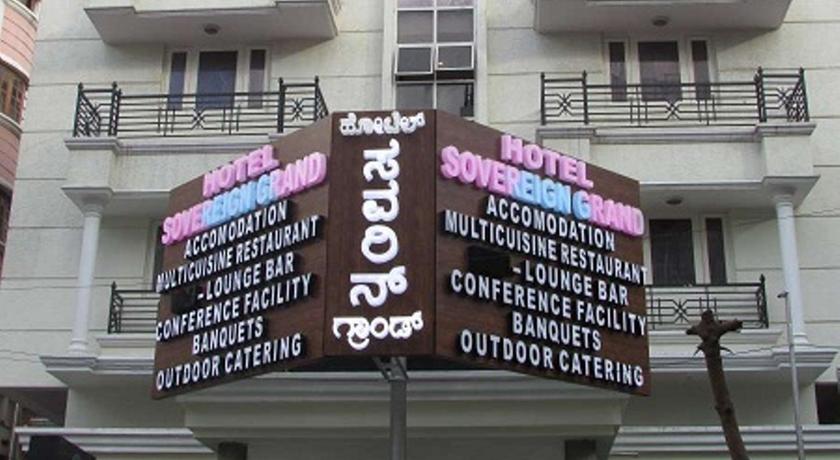 HOTEL
SOVEREIGN GRAND
ACCOMODATION
MULTICUISINE RESTAURANT
- LOUNGE BAR
CONFERENCE FACILITY
BANQUETS
OUTDOOR CATERING
ಹೋಟೆಲ್
ಸವರಿನ್
ಗ್ರಾಂಡ್
HOTEL
SOVEREIGN GRAND
ACCOMODATION
MULTICUISINE RESTAURANT
- LOUNGE BAR
CONFERENCE FACILITY
BANQUETS
OUTDOOR CATERING